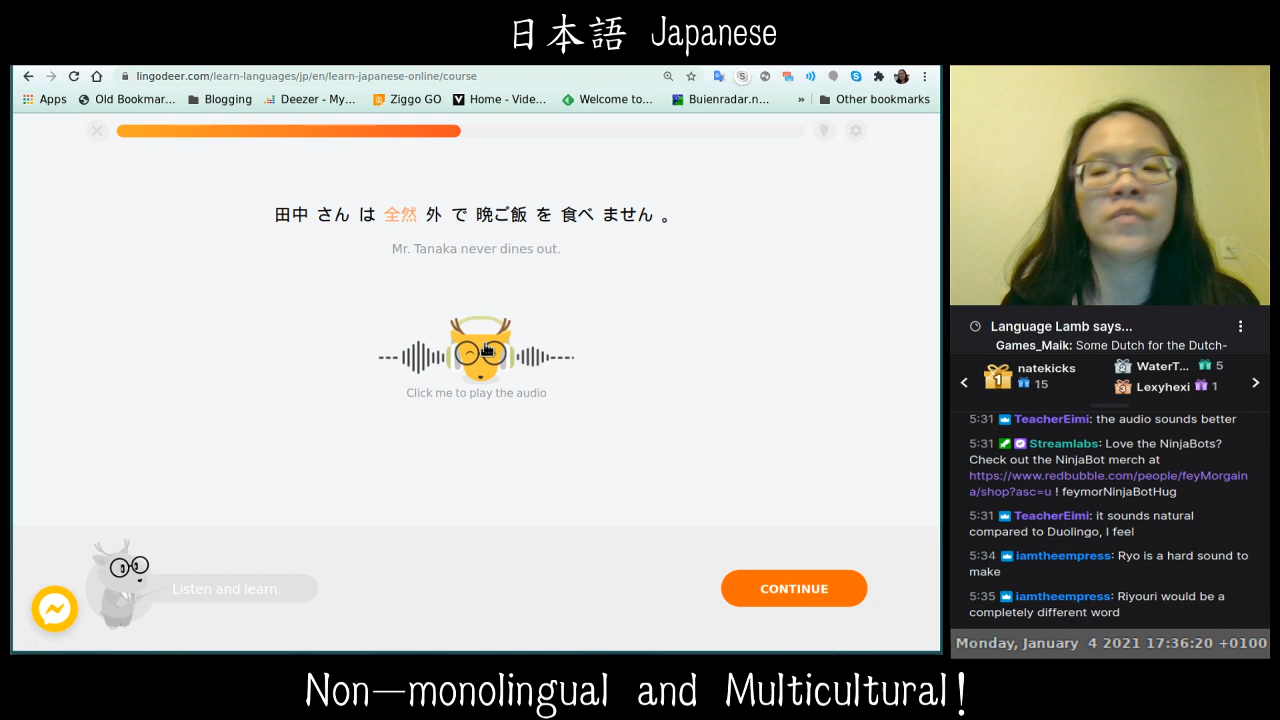 日本語 Japanese
lingodeer.com/learn-languages/jp/en/learn-japanese-online/course
Apps Old Bookmar... Blogging Deezer - My... Ziggo GO Home - Vide... Welcome to... Buienradar.n... » Other bookmarks
田中 さん は 全然 外 で 晩ご飯 を 食べ ません 。
Mr. Tanaka never dines out.
Click me to play the audio
Listen and learn.
CONTINUE
Language Lamb says...
Games_Maik: Some Dutch for the Dutch-
1 natekicks 15
2 WaterT... 5
3 Lexyhexi 1
5:31 TeacherEimi: the audio sounds better
5:31 Streamlabs: Love the NinjaBots?
Check out the NinjaBot merch at
https://www.redbubble.com/people/feyMorgain
a/shop?asc=u ! feymorNinjaBotHug
5:31 TeacherEimi: it sounds natural
compared to Duolingo, I feel
5:34 iamtheempress: Ryo is a hard sound to
make
5:35 iamtheempress: Riyouri would be a
completely different word
Monday, January 4 2021 17:36:20 +0100
Non-monolingual and Multicultural!